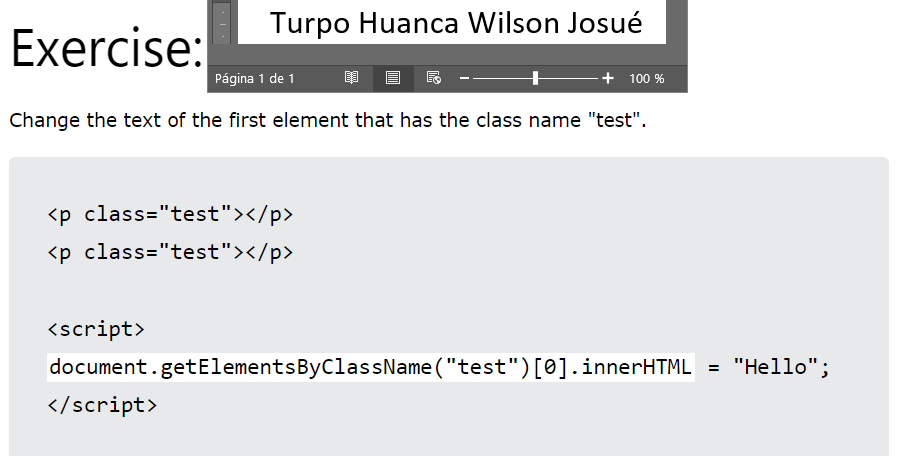 Turpo Huanca Wilson Josué
Exercise:
Página 1 de 1 100 %
Change the text of the first element that has the class name "test".
<p class="test"></p>
<p class="test"></p>
<script>
document.getElementsByClassName("test")[0].innerHTML = "Hello";
</script>